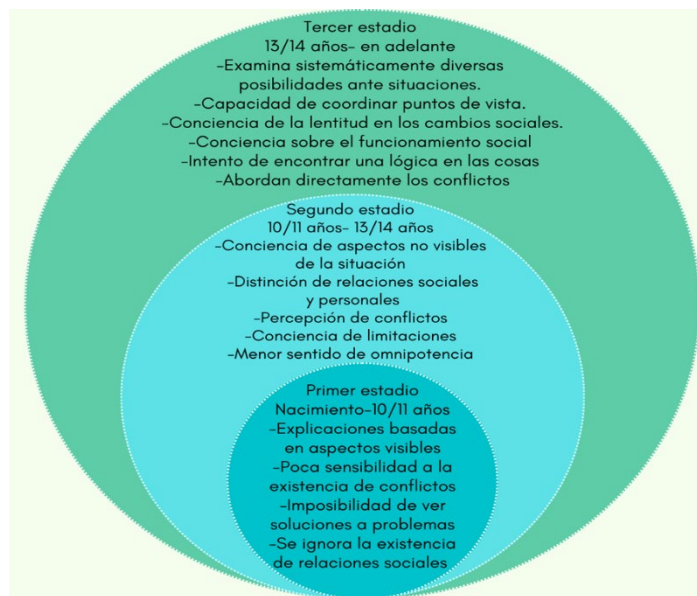 Tercer estadio
13/14 años- en adelante
-Examina sistemáticamente diversas
posibilidades ante situaciones.
-Capacidad de coordinar puntos de vista.
-Conciencia de la lentitud en los cambios sociales.
-Conciencia sobre el funcionamiento social
-Intento de encontrar una lógica en las cosas
-Abordan directamente los conflictos
Segundo estadio
10/11 años- 13/14 años
-Conciencia de aspectos no visibles
de la situación
-Distinción de relaciones sociales
y personales
-Percepción de conflictos
-Conciencia de limitaciones
-Menor sentido de omnipotencia
Primer estadio
Nacimiento-10/11 años
-Explicaciones basadas
en aspectos visibles
-Poca sensibilidad a la
existencia de conflictos
-Imposibilidad de ver
soluciones a problemas
-Se ignora la existencia
de relaciones sociales